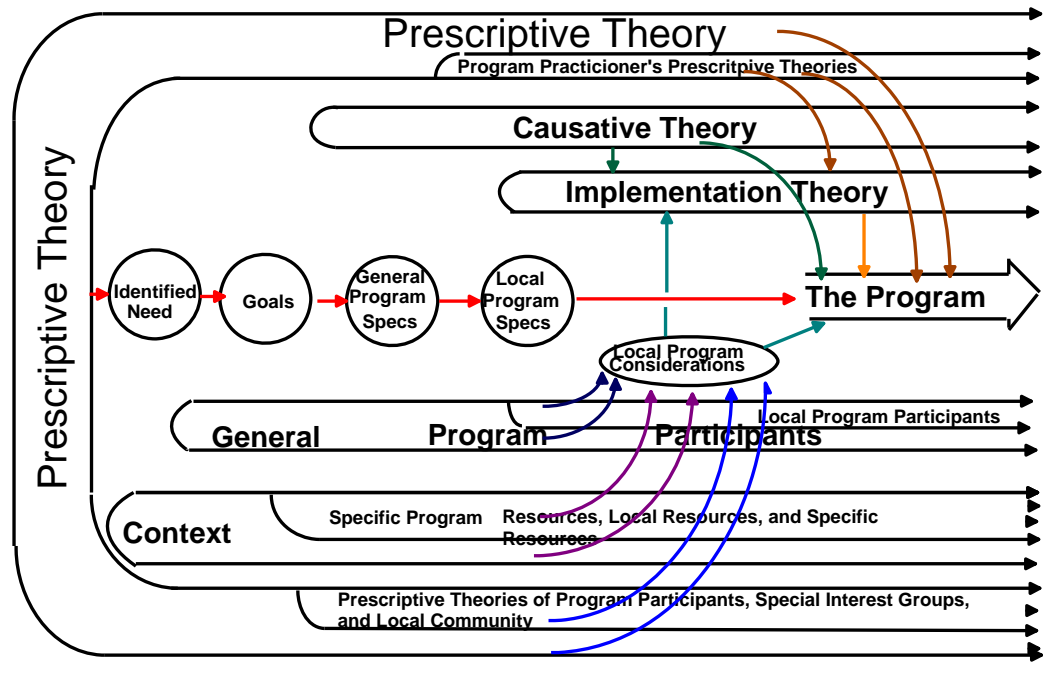 Prescriptive Theory
Program Practicioner's Prescritpive Theories
Causative Theory
Implementation Theory
Prescriptive Theory
Identified
Need
Goals
General
Program
Specs
Local
Program
Specs
The Program
Local Program
Considerations
Local Program Participants
General Program Participants
Specific Program Resources, Local Resources, and Specific
Resources
Context
Prescriptive Theories of Program Participants, Special Interest Groups,
and Local Community